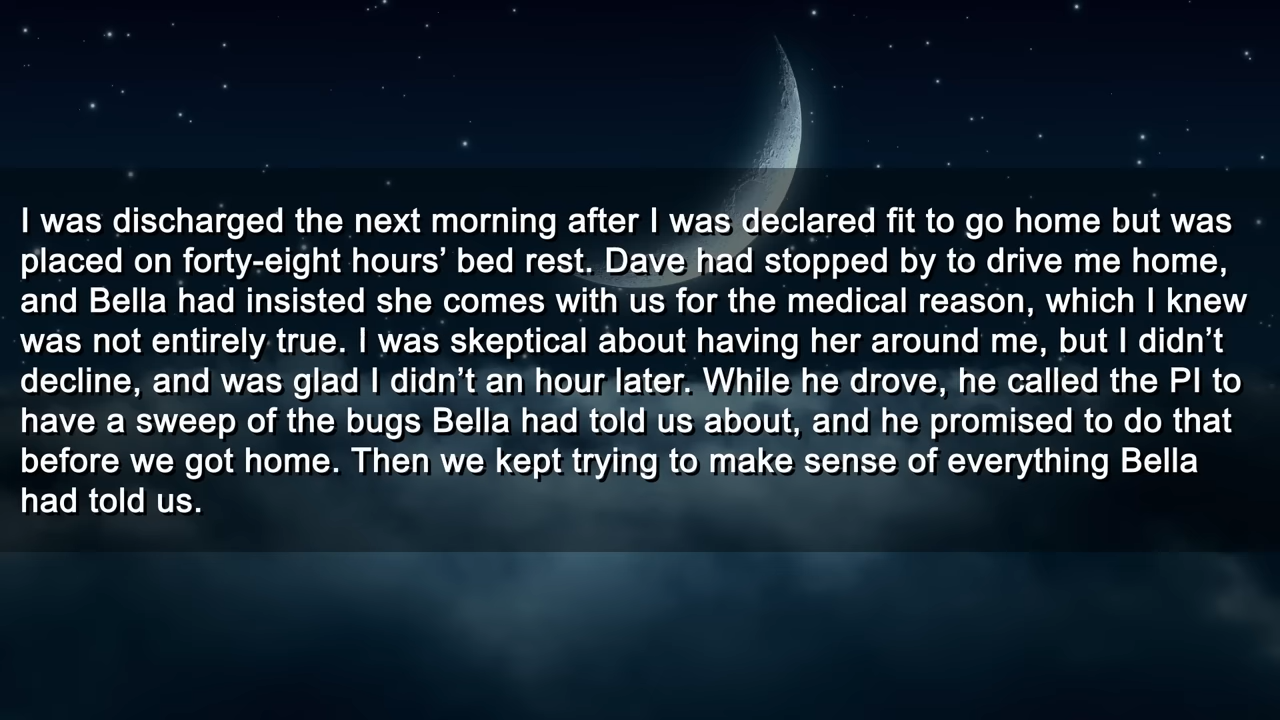 I was discharged the next morning after I was declared fit to go home but was
placed on forty-eight hours’ bed rest. Dave had stopped by to drive me home,
and Bella had insisted she comes with us for the medical reason, which I knew
was not entirely true. I was skeptical about having her around me, but I didn’t
decline, and was glad I didn’t an hour later. While he drove, he called the PI to
have a sweep of the bugs Bella had told us about, and he promised to do that
before we got home. Then we kept trying to make sense of everything Bella
had told us.